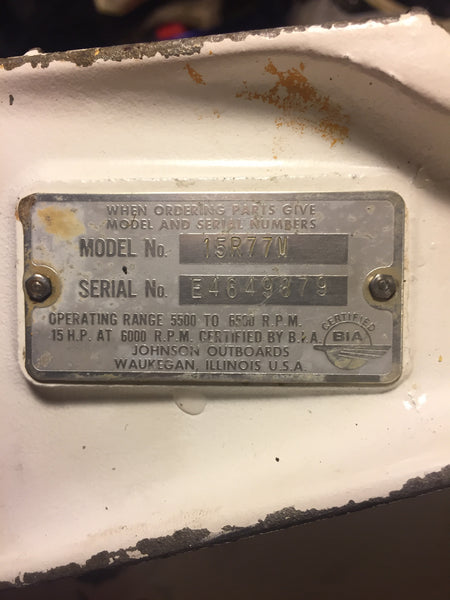 WHEN ORDERING PARTS GIVE
MODEL AND SERIAL NUMBERS
MODEL No. 15R77M
SERIAL No. E4649879
OPERATING RANGE 5500 TO 6500 R.P.M.
15 H.P. AT 6000 R.P.M. CERTIFIED BY B.I.A.
JOHNSON OUTBOARDS
WAUKEGAN, ILLINOIS U.S.A.
CERTIFIED
BIA